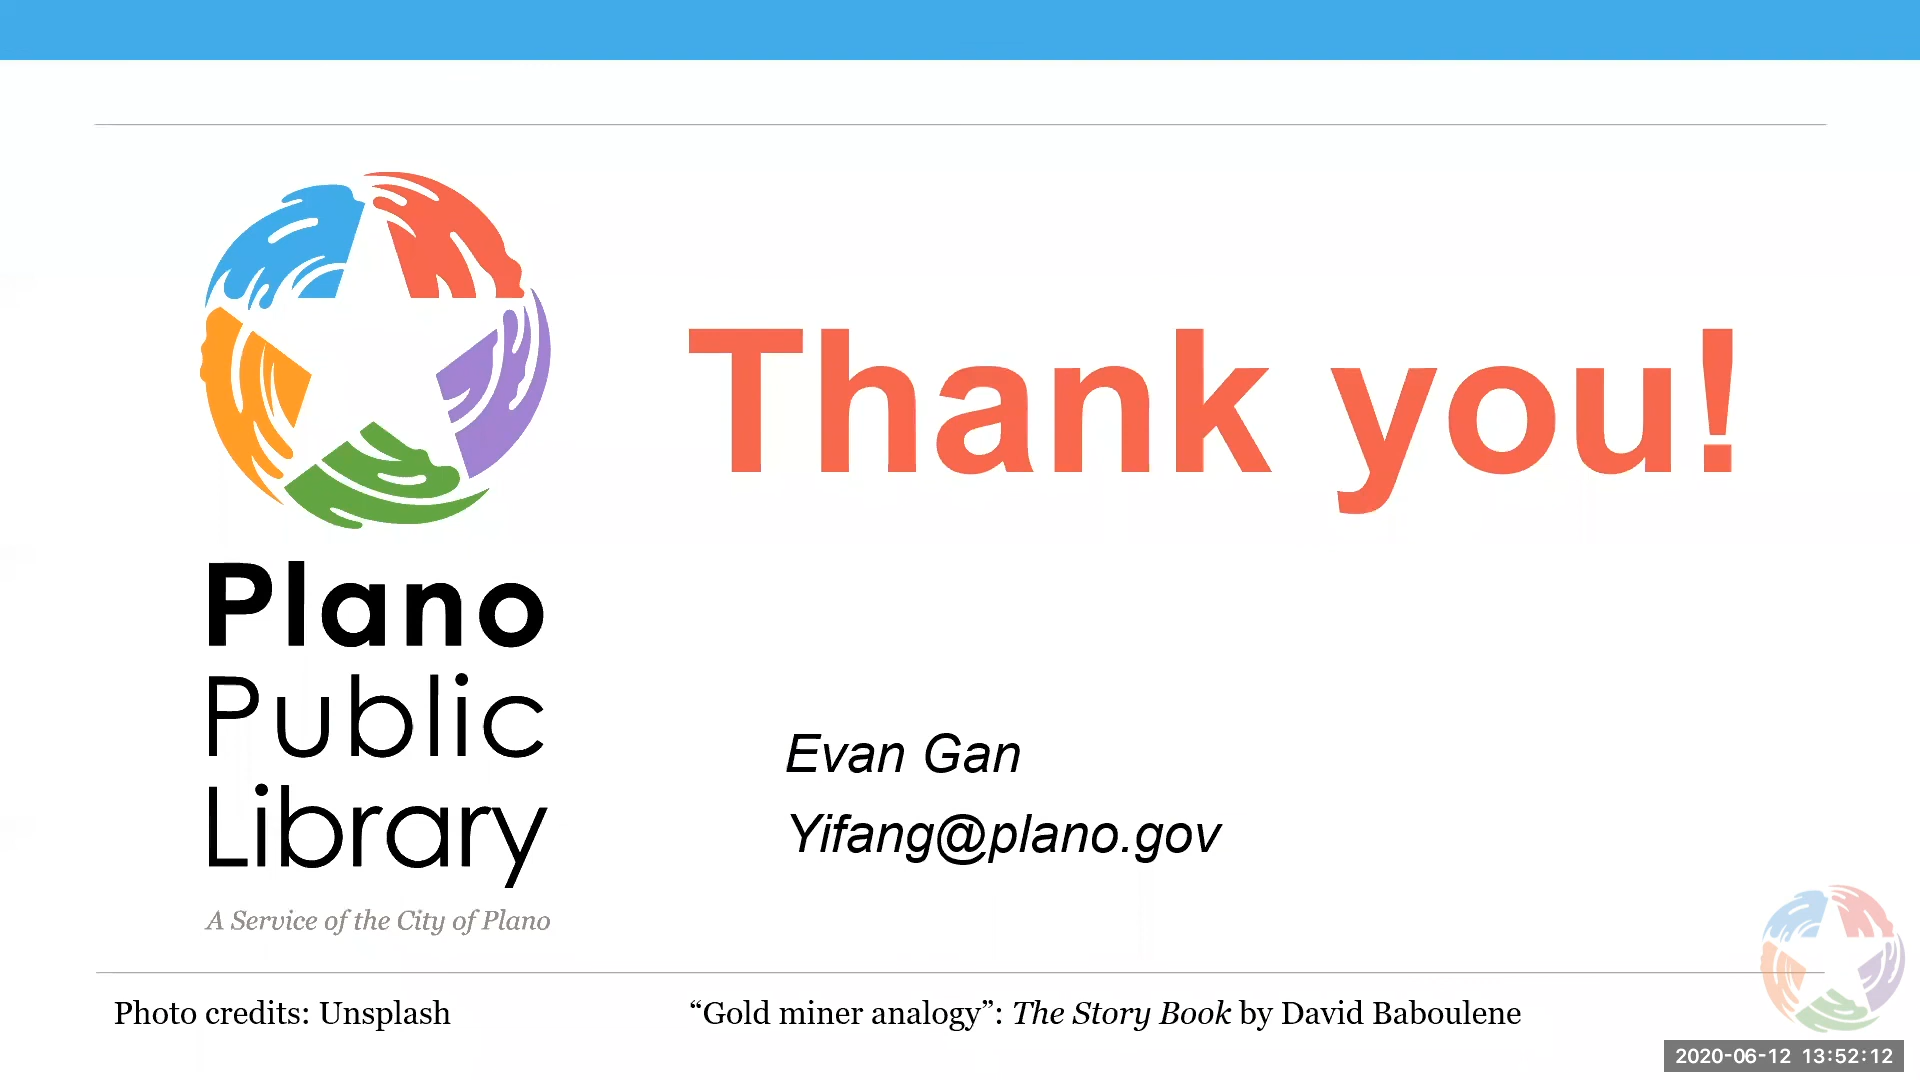 Thank you!
Plano
Public
Library
A Service of the City of Plano
Evan Gan
Yifang@plano.gov
Photo credits: Unsplash
“Gold miner analogy”: The Story Book by David Baboulene
2020-06-12 13:52:12